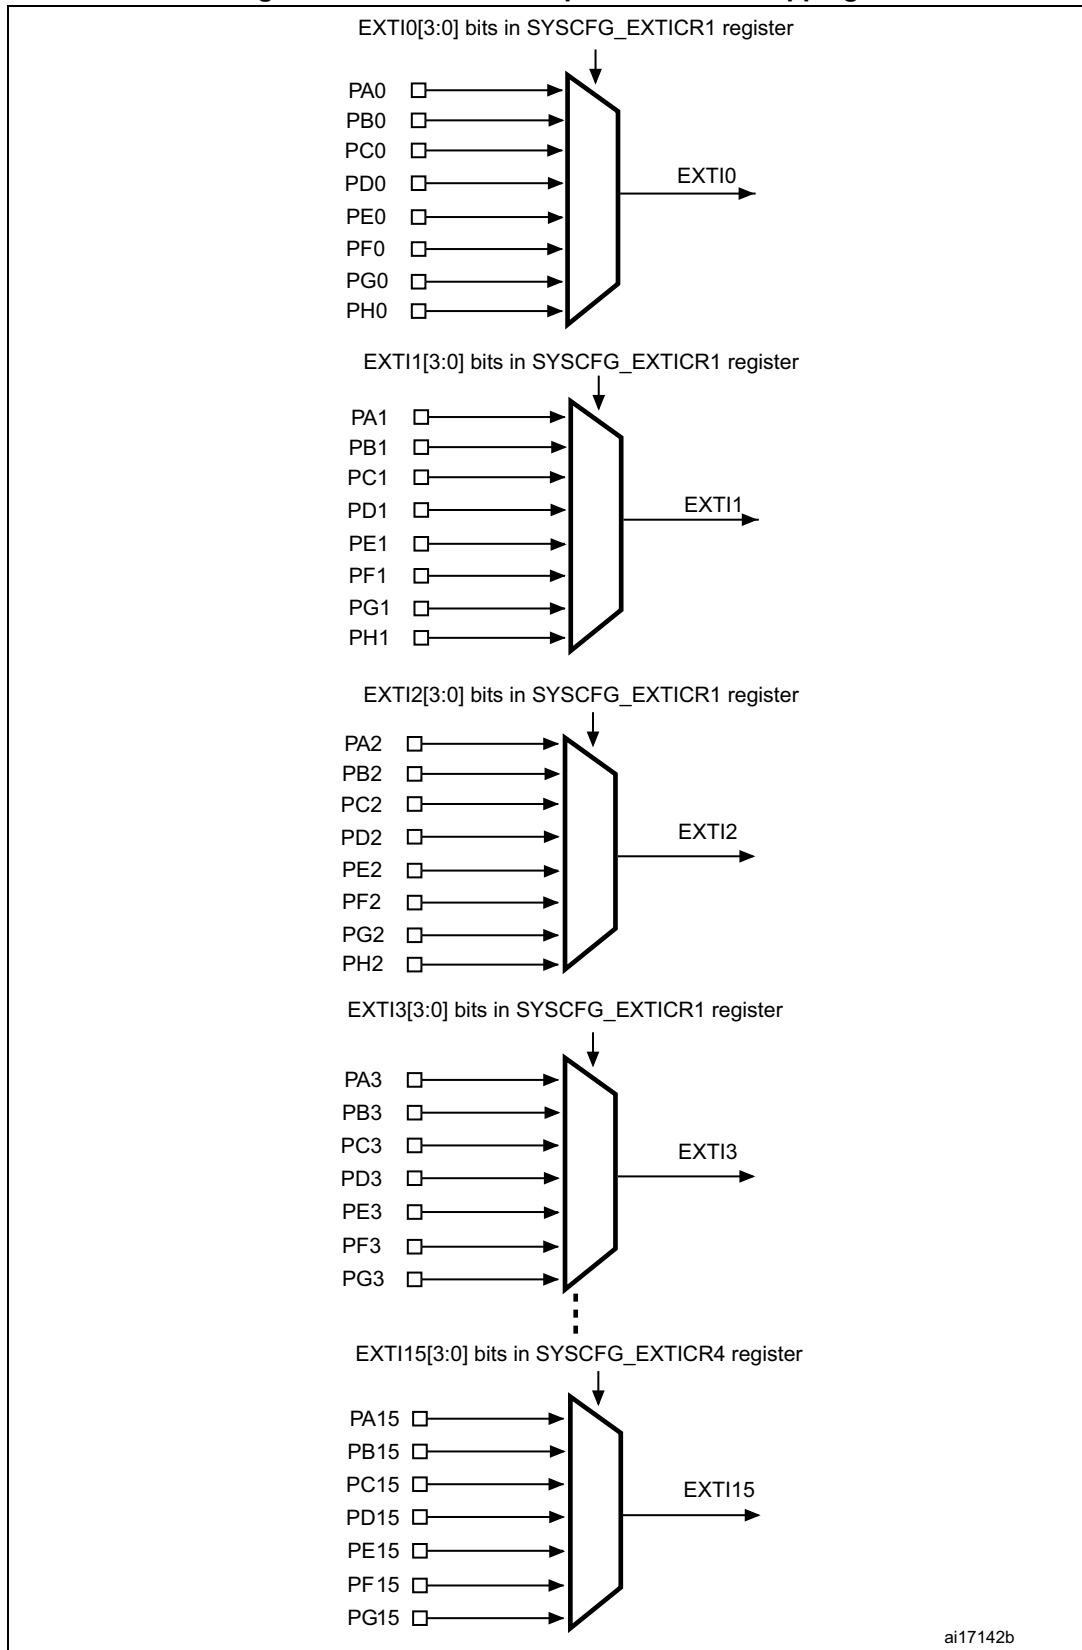 EXTI0[3:0] bits in SYSCFG_EXTICR1 register
PA0
PB0
PC0
PD0
EXTI0
PE0
PF0
PG0
PH0
EXTI1[3:0] bits in SYSCFG_EXTICR1 register
PA1
PB1
PC1
PD1
EXTI1
PE1
PF1
PG1
PH1
EXTI2[3:0] bits in SYSCFG_EXTICR1 register
PA2
PB2
PC2
PD2
EXTI2
PE2
PF2
PG2
PH2
EXTI3[3:0] bits in SYSCFG_EXTICR1 register
PA3
PB3
PC3
PD3
EXTI3
PE3
PF3
PG3
EXTI15[3:0] bits in SYSCFG_EXTICR4 register
PA15
PB15
PC15
PD15
EXTI15
PE15
PF15
PG15
ai17142b